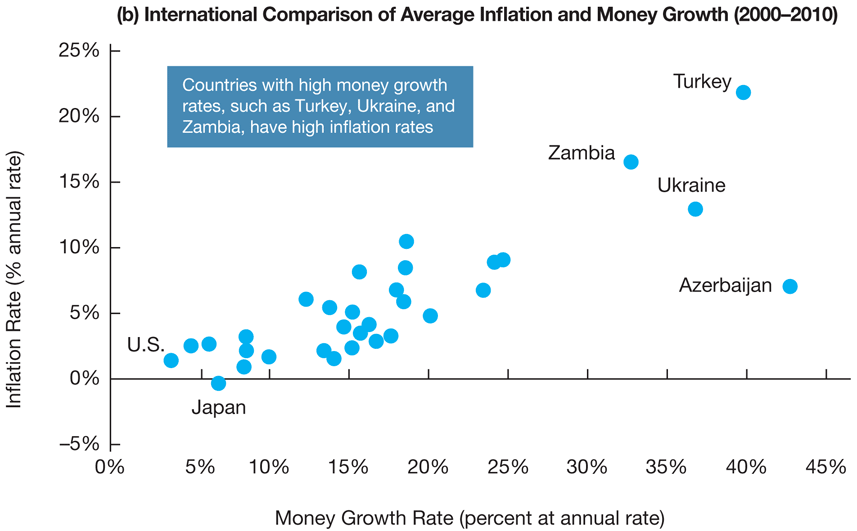 (b) International Comparison of Average Inflation and Money Growth (2000–2010)
Inflation Rate (% annual rate)
25%
20%
15%
10%
5%
0%
–5%
Countries with high money growth
rates, such as Turkey, Ukraine, and
Zambia, have high inflation rates
Turkey
Zambia
Ukraine
Azerbaijan
U.S.
Japan
0%
5%
10%
15%
20%
25%
30%
35%
40%
45%
Money Growth Rate (percent at annual rate)